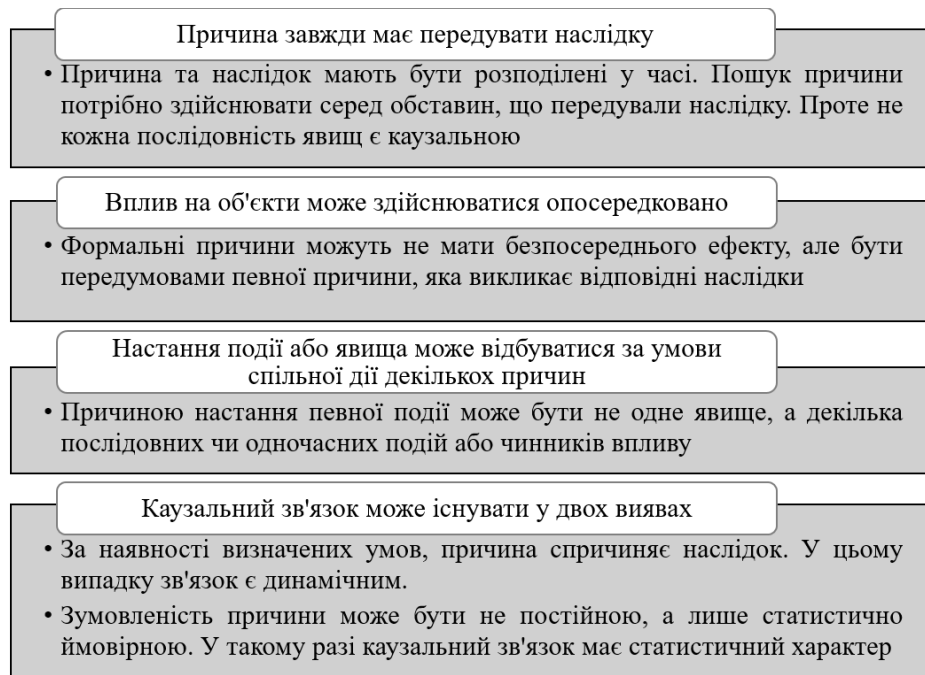 Причина завжди має передувати наслідку
• Причина та наслідок мають бути розподілені у часі. Пошук причини
потрібно здійснювати серед обставин, що передували наслідку. Проте не
кожна послідовність явищ є каузальною
Вплив на об'єкти може здійснюватися опосередковано
• Формальні причини можуть не мати безпосереднього ефекту, але бути
передумовами певної причини, яка викликає відповідні наслідки
Настання події або явища може відбуватися за умови
спільної дії декількох причин
• Причиною настання певної події може бути не одне явище, а декілька
послідовних чи одночасних подій або чинників впливу
Каузальний зв'язок може існувати у двох виявах
• За наявності визначених умов, причина спричиняє наслідок. У цьому
випадку зв'язок є динамічним.
• Зумовленість причини може бути не постійною, а лише статистично
ймовірною. У такому разі каузальний зв'язок має статистичний характер